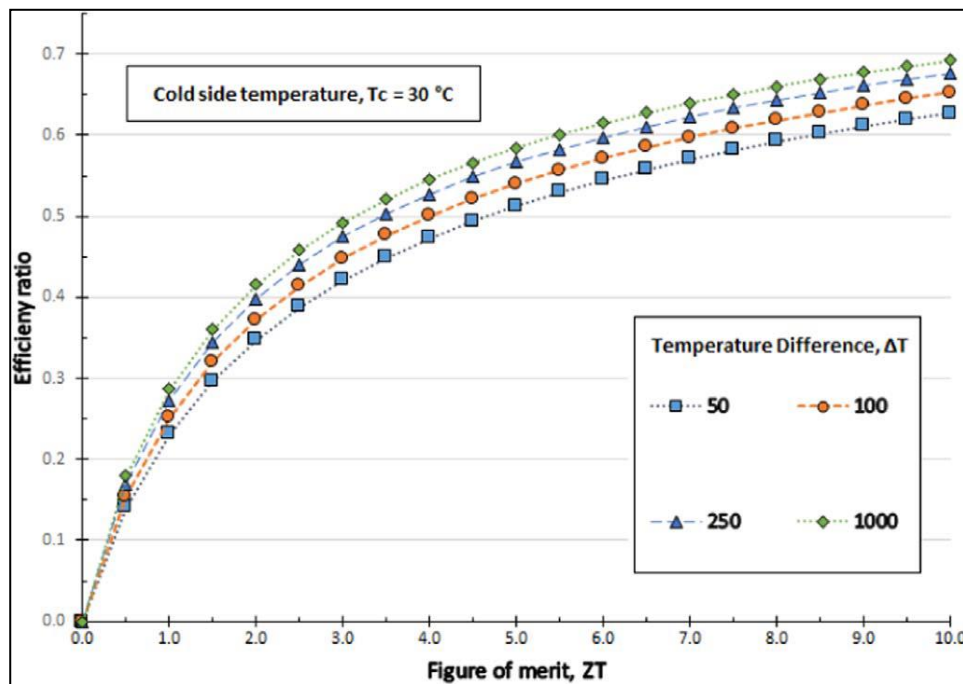 0.7
Cold side temperature, Tc = 30 °C
0.6
0.5
0.4
Efficieny ratio
Temperature Difference, ΔT
0.3
50 100
0.2
250 1000
0.1
0.0
0.0 1.0 2.0 3.0 4.0 5.0 6.0 7.0 8.0 9.0 10.0
Figure of merit, ZT